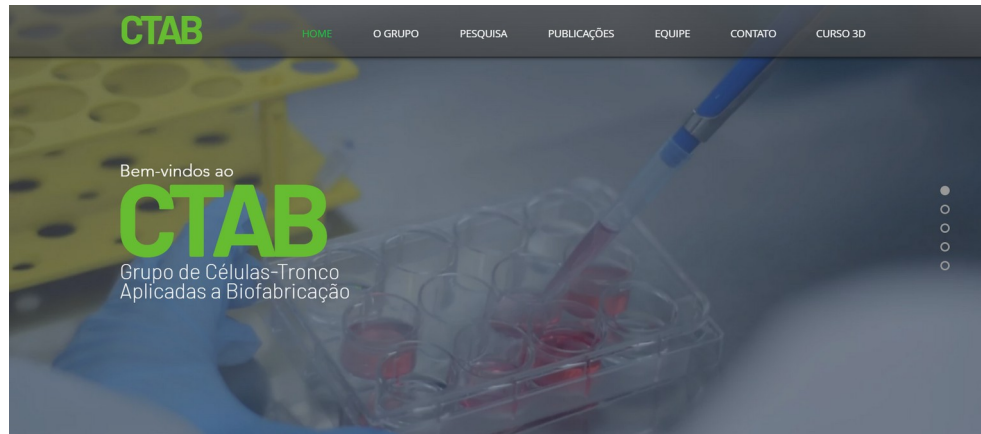 CTAB
HOME O GRUPO PESQUISA PUBLICAÇÕES EQUIPE CONTATO CURSO 3D
Bem-vindos ao
CTAB
Grupo de Células-Tronco
Aplicadas a Biofabricação